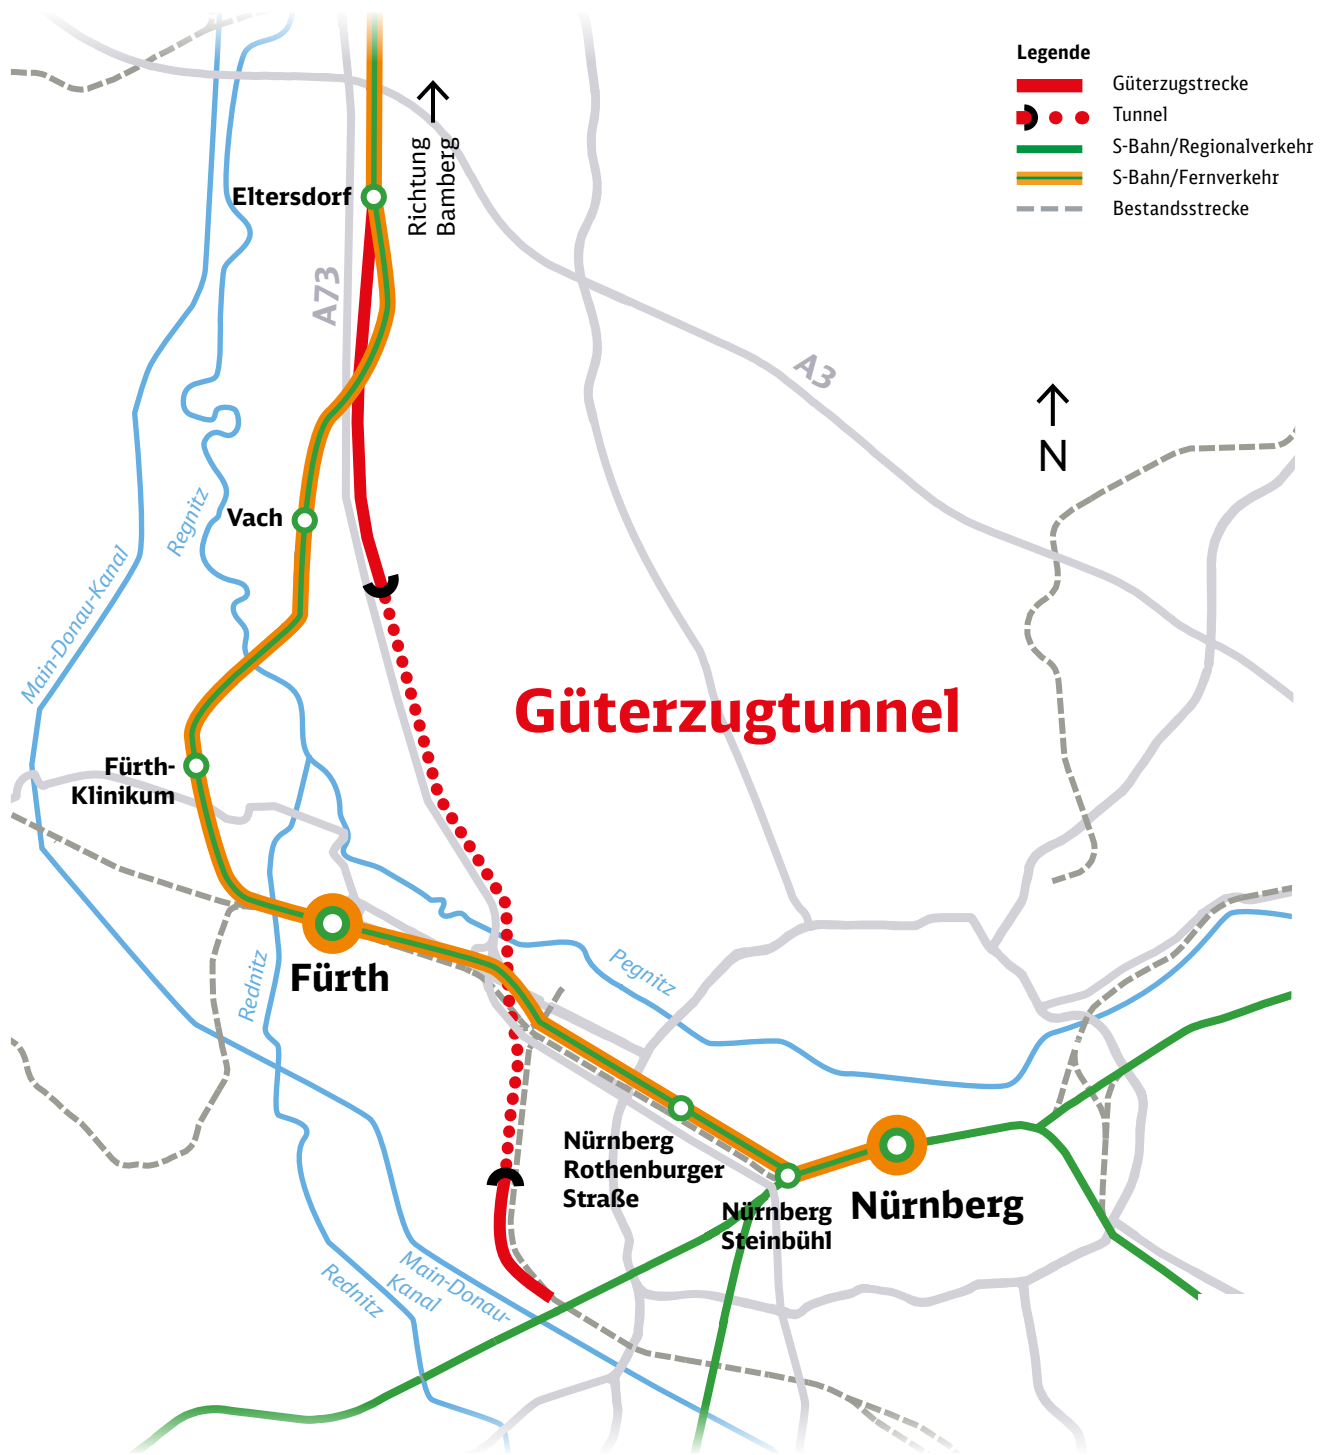 Legende
Güterzugstrecke
Tunnel
S-Bahn/Regionalverkehr
S-Bahn/Fernverkehr
Bestandsstrecke
Richtung
Bamberg
Eltersdorf
A73
A3
N
Regnitz
Vach
Main-Donau-Kanal
Güterzugtunnel
Fürth-
Klinikum
Fürth
Rednitz
Pegnitz
Nürnberg
Rothenburger
Straße
Nürnberg
Steinbühl
Nürnberg
Main-Donau-
Kanal
Rednitz